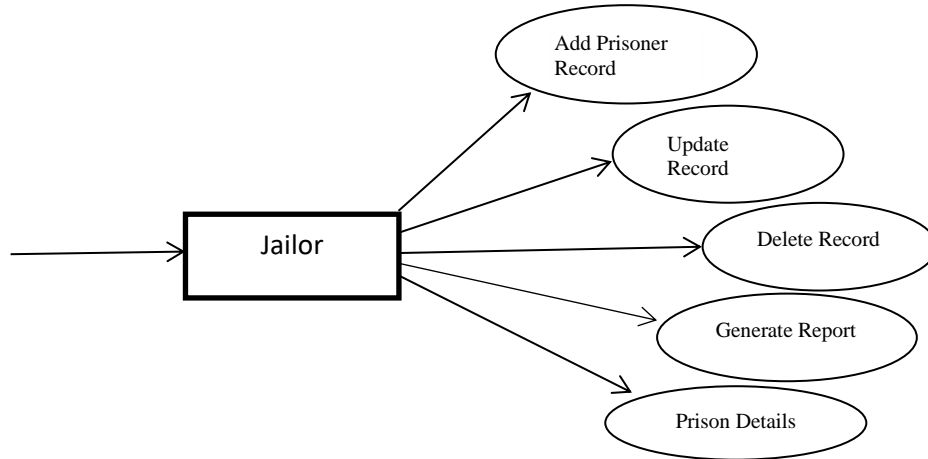 Add Prisoner
Record
Update
Record
Jailor
Delete Record
Generate Report
Prison Details